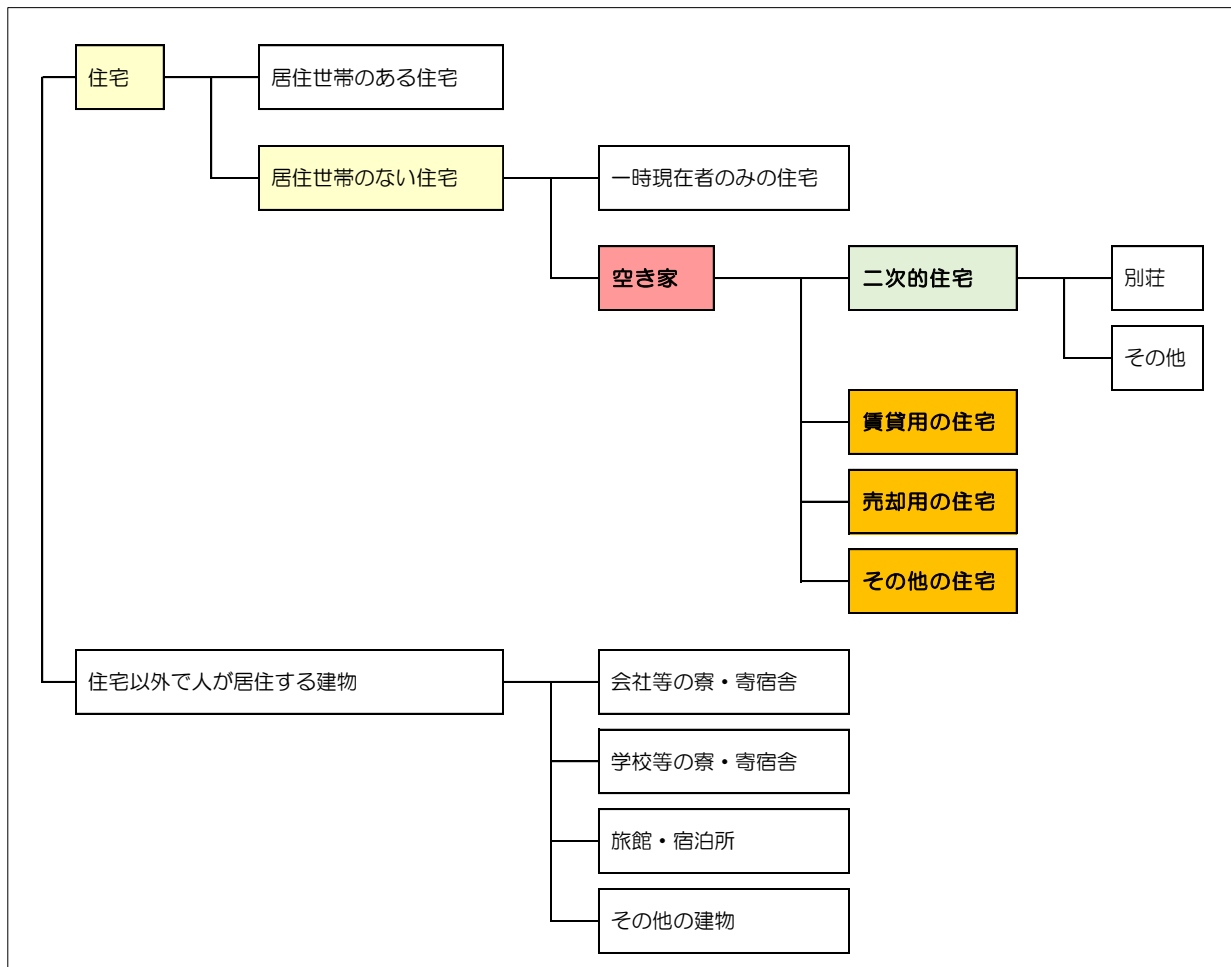 住宅
居住世帯のある住宅
居住世帯のない住宅
一時現在者のみの住宅
空き家
二次的住宅
別荘
その他
賃貸用の住宅
売却用の住宅
その他の住宅
住宅以外で人が居住する建物
会社等の寮・寄宿舎
学校等の寮・寄宿舎
旅館・宿泊所
その他の建物